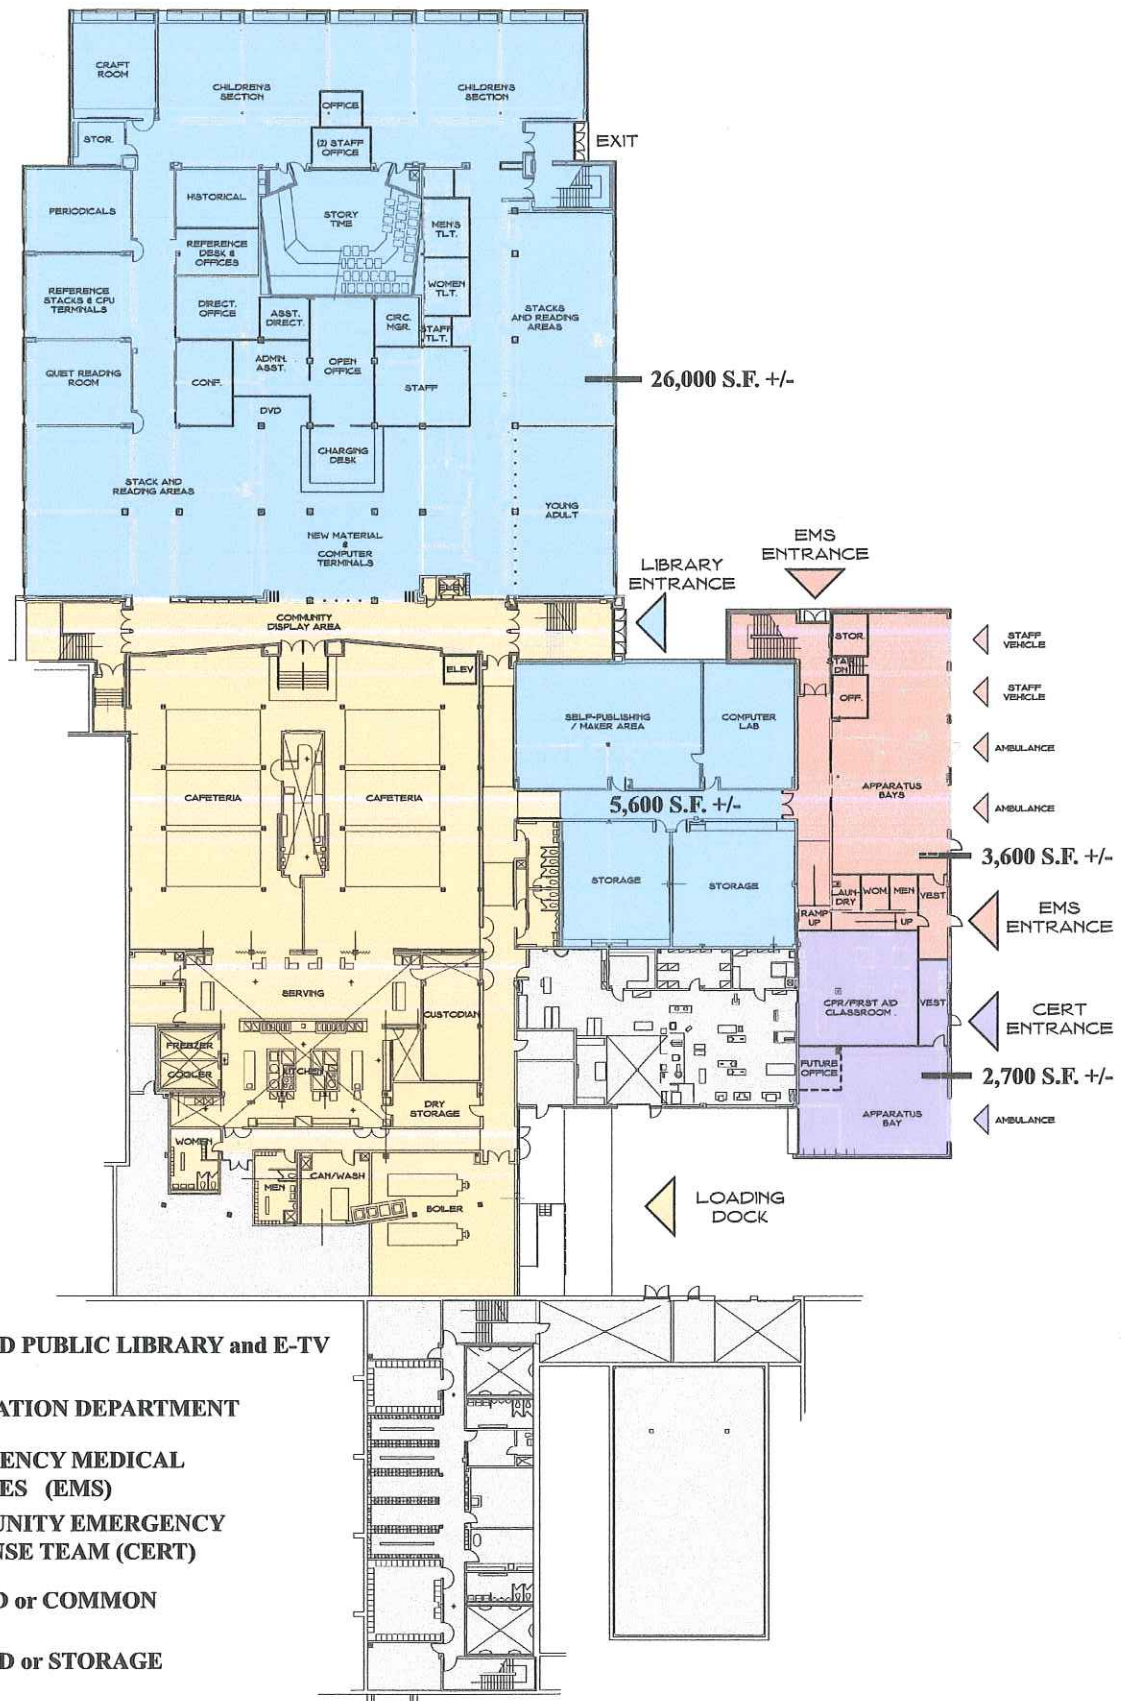 CRAFT
ROOM
CHILDREN'S
SECTION
CHILDREN'S
SECTION
OFFICE
(2) STAFF
OFFICE
STOR.
EXIT
PERIODICALS
HISTORICAL
STORY
TIME
MEN'S
TLT.
REFERENCE
DESK &
OFFICES
REFERENCE
STACKS & CPU
TERMINALS
DIRECT.
OFFICE
ASST.
DIRECT.
CIRC.
MGR.
WOMEN
TLT.
STAFF
TLT.
STACKS
AND READING
AREAS
QUIET READING
ROOM
CONF.
ADMIN.
ASST.
OPEN
OFFICE
STAFF
26,000 S.F. +/-
DVD
CHARGING
DESK
STACK AND
READING AREAS
YOUNG
ADULT
NEW MATERIAL
&
COMPUTER
TERMINALS
LIBRARY
ENTRANCE
EMS
ENTRANCE
COMMUNITY
DISPLAY AREA
ELEV
STOR.
STAIR
DN
OFF.
STAFF
VEHICLE
STAFF
VEHICLE
AMBULANCE
AMBULANCE
SELF-PUBLISHING
/ MAKER AREA
COMPUTER
LAB
CAFETERIA
CAFETERIA
5,600 S.F. +/-
APPARATUS
BAYS
3,600 S.F. +/-
STORAGE
STORAGE
LAUN-
DRY
WOM.
MEN
VEST.
RAMP
UP
UP
EMS
ENTRANCE
SERVING
CUSTODIAN
CPR/FIRST AID
CLASSROOM.
VEST.
CERT
ENTRANCE
FREEZER
COOLER
KITCHEN
DRY
STORAGE
FUTURE
OFFICE
2,700 S.F. +/-
APPARATUS
BAY
AMBULANCE
WOMEN
MEN
CAN/WASH
BOILER
LOADING
DOCK
D PUBLIC LIBRARY and E-TV
ATION DEPARTMENT
ENCY MEDICAL
ES (EMS)
UNITY EMERGENCY
NSE TEAM (CERT)
D or COMMON
D or STORAGE